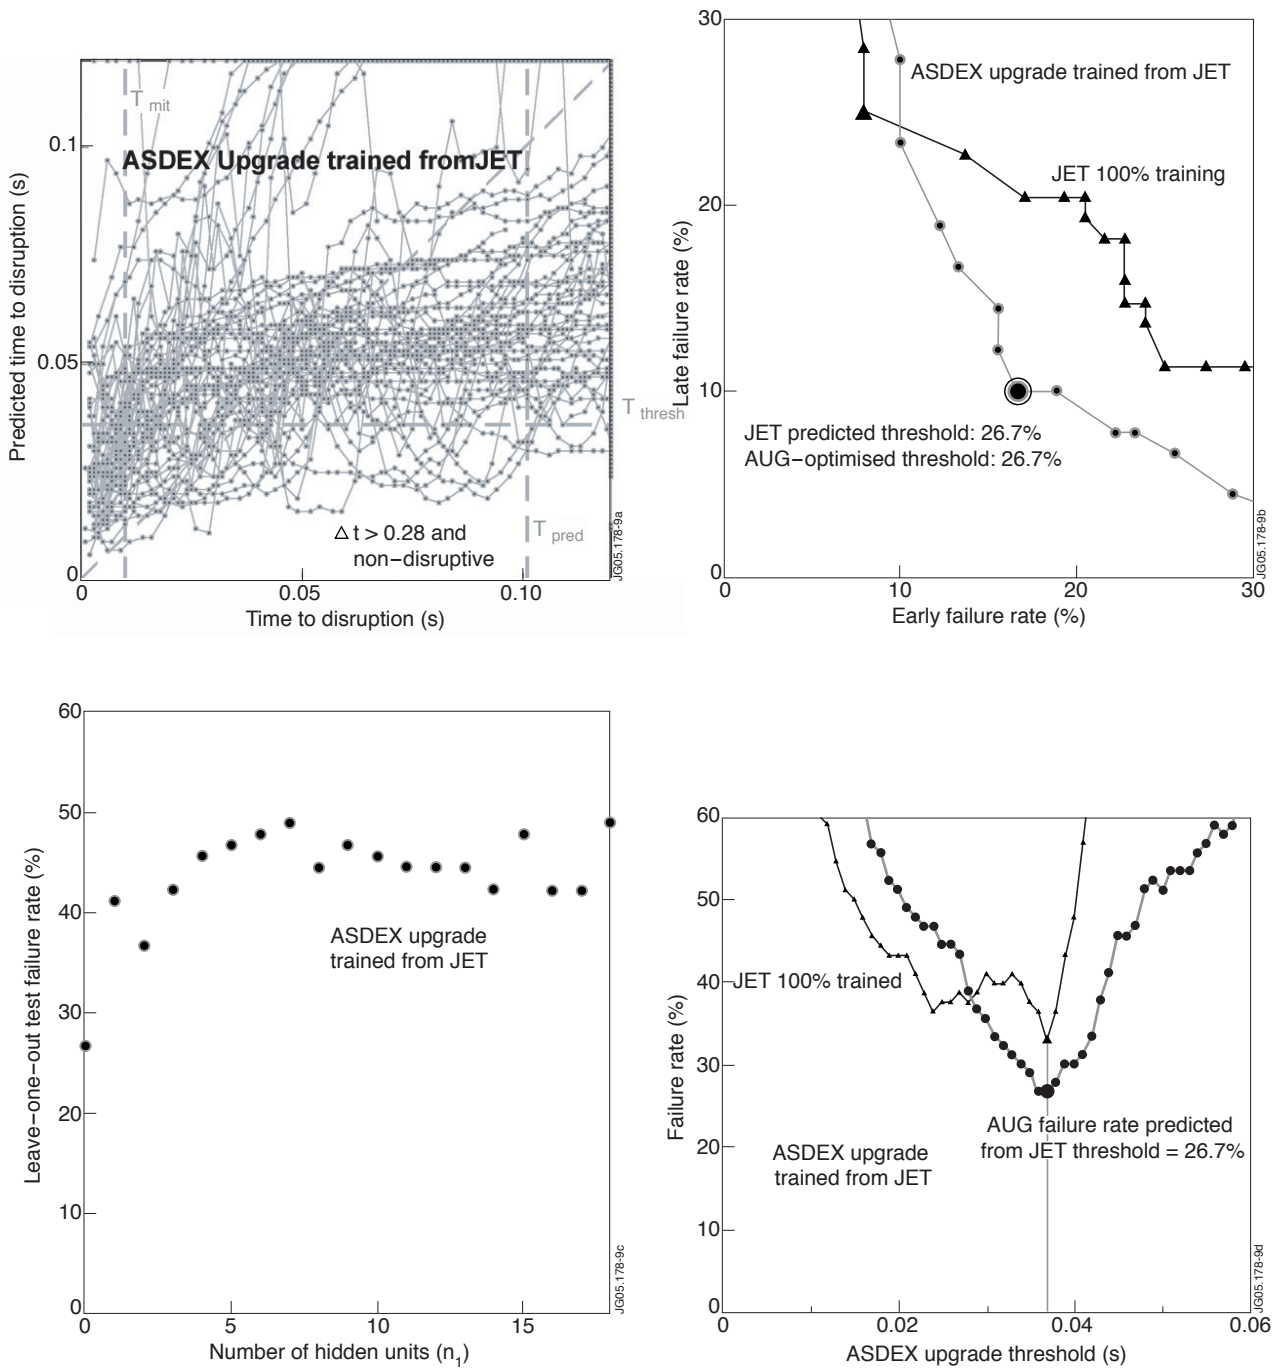 Predicted time to disruption (s)
0.1
0.05
0
T mit
ASDEX Upgrade trained fromJET
T thresh
T pred
△ t > 0.28 and
non−disruptive
0
0.05
0.10
Time to disruption (s)
JG05.178-9a
Late failure rate (%)
30
20
10
0
ASDEX upgrade trained from JET
JET 100% training
JET predicted threshold: 26.7%
AUG−optimised threshold: 26.7%
0
10
20
30
Early failure rate (%)
JG05.178-9b
Leave−one−out test failure rate (%)
60
50
40
30
20
10
0
ASDEX upgrade
trained from JET
0
5
10
15
Number of hidden units (n1)
JG05.178-9c
Failure rate (%)
60
50
40
30
20
10
0
JET 100% trained
AUG failure rate predicted
from JET threshold = 26.7%
ASDEX upgrade
trained from JET
0
0.02
0.04
0.06
ASDEX upgrade threshold (s)
JG05.178-9d